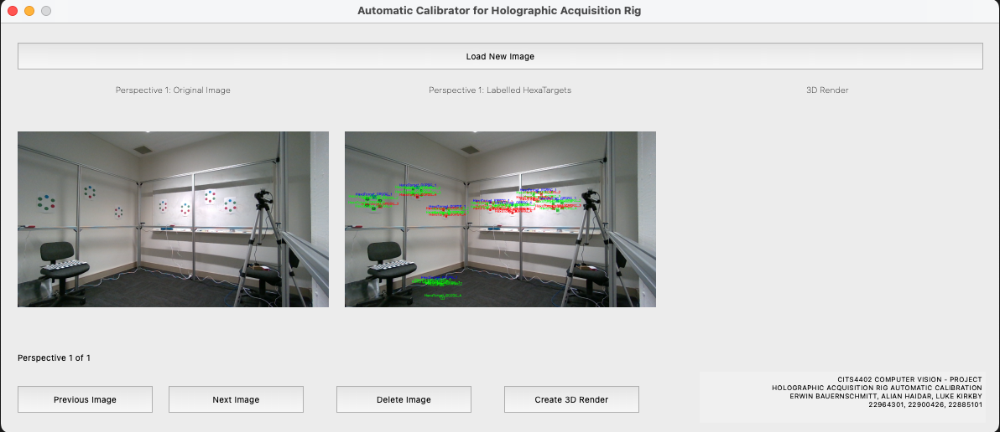 Automatic Calibrator for Holographic Acquisition Rig
Load New Image
Perspective 1: Original Image
Perspective 1: Labelled HexaTargets
3D Render
Perspective 1 of 1
Previous Image
Next Image
Delete Image
Create 3D Render
CITS4402 COMPUTER VISION - PROJECT
HOLOGRAPHIC ACQUISITION RIG AUTOMATIC CALIBRATION
ERWIN BAUERNSCHMITT, ALIAN HAIDAR, LUKE KIRKBY
22964301, 22900426, 22885101